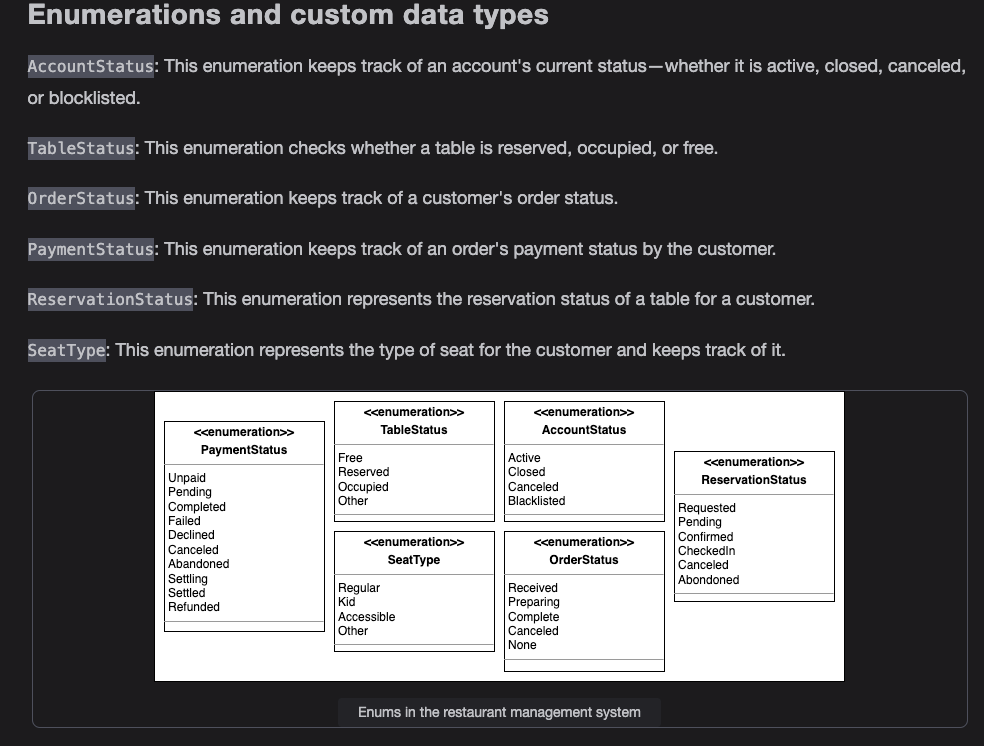 Enumerations and custom data types
AccountStatus: This enumeration keeps track of an account's current status—whether it is active, closed, canceled,
or blocklisted.
TableStatus: This enumeration checks whether a table is reserved, occupied, or free.
OrderStatus: This enumeration keeps track of a customer's order status.
PaymentStatus: This enumeration keeps track of an order's payment status by the customer.
ReservationStatus: This enumeration represents the reservation status of a table for a customer.
SeatType: This enumeration represents the type of seat for the customer and keeps track of it.
<<enumeration>>
PaymentStatus
Unpaid
Pending
Completed
Failed
Declined
Canceled
Abandoned
Settling
Settled
Refunded
<<enumeration>>
TableStatus
Free
Reserved
Occupied
Other
<<enumeration>>
SeatType
Regular
Kid
Accessible
Other
<<enumeration>>
AccountStatus
Active
Closed
Canceled
Blacklisted
<<enumeration>>
OrderStatus
Received
Preparing
Complete
Canceled
None
<<enumeration>>
ReservationStatus
Requested
Pending
Confirmed
CheckedIn
Canceled
Abondoned
Enums in the restaurant management system